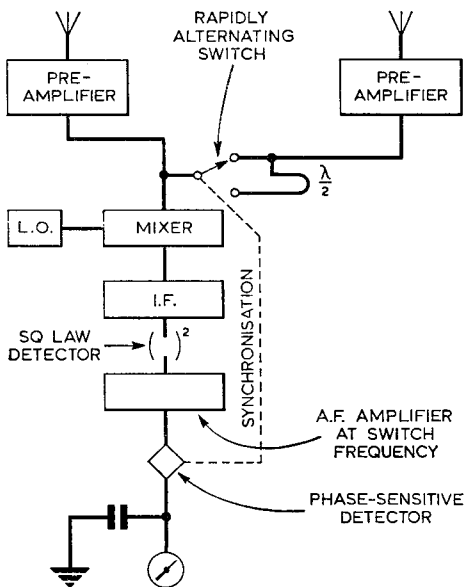 RAPIDLY
ALTERNATING
SWITCH
PRE-
AMPLIFIER
PRE-
AMPLIFIER
λ/2
L.O.
MIXER
I.F.
SQ LAW
DETECTOR
( )²
SYNCHRONISATION
A.F. AMPLIFIER
AT SWITCH
FREQUENCY
PHASE-SENSITIVE
DETECTOR